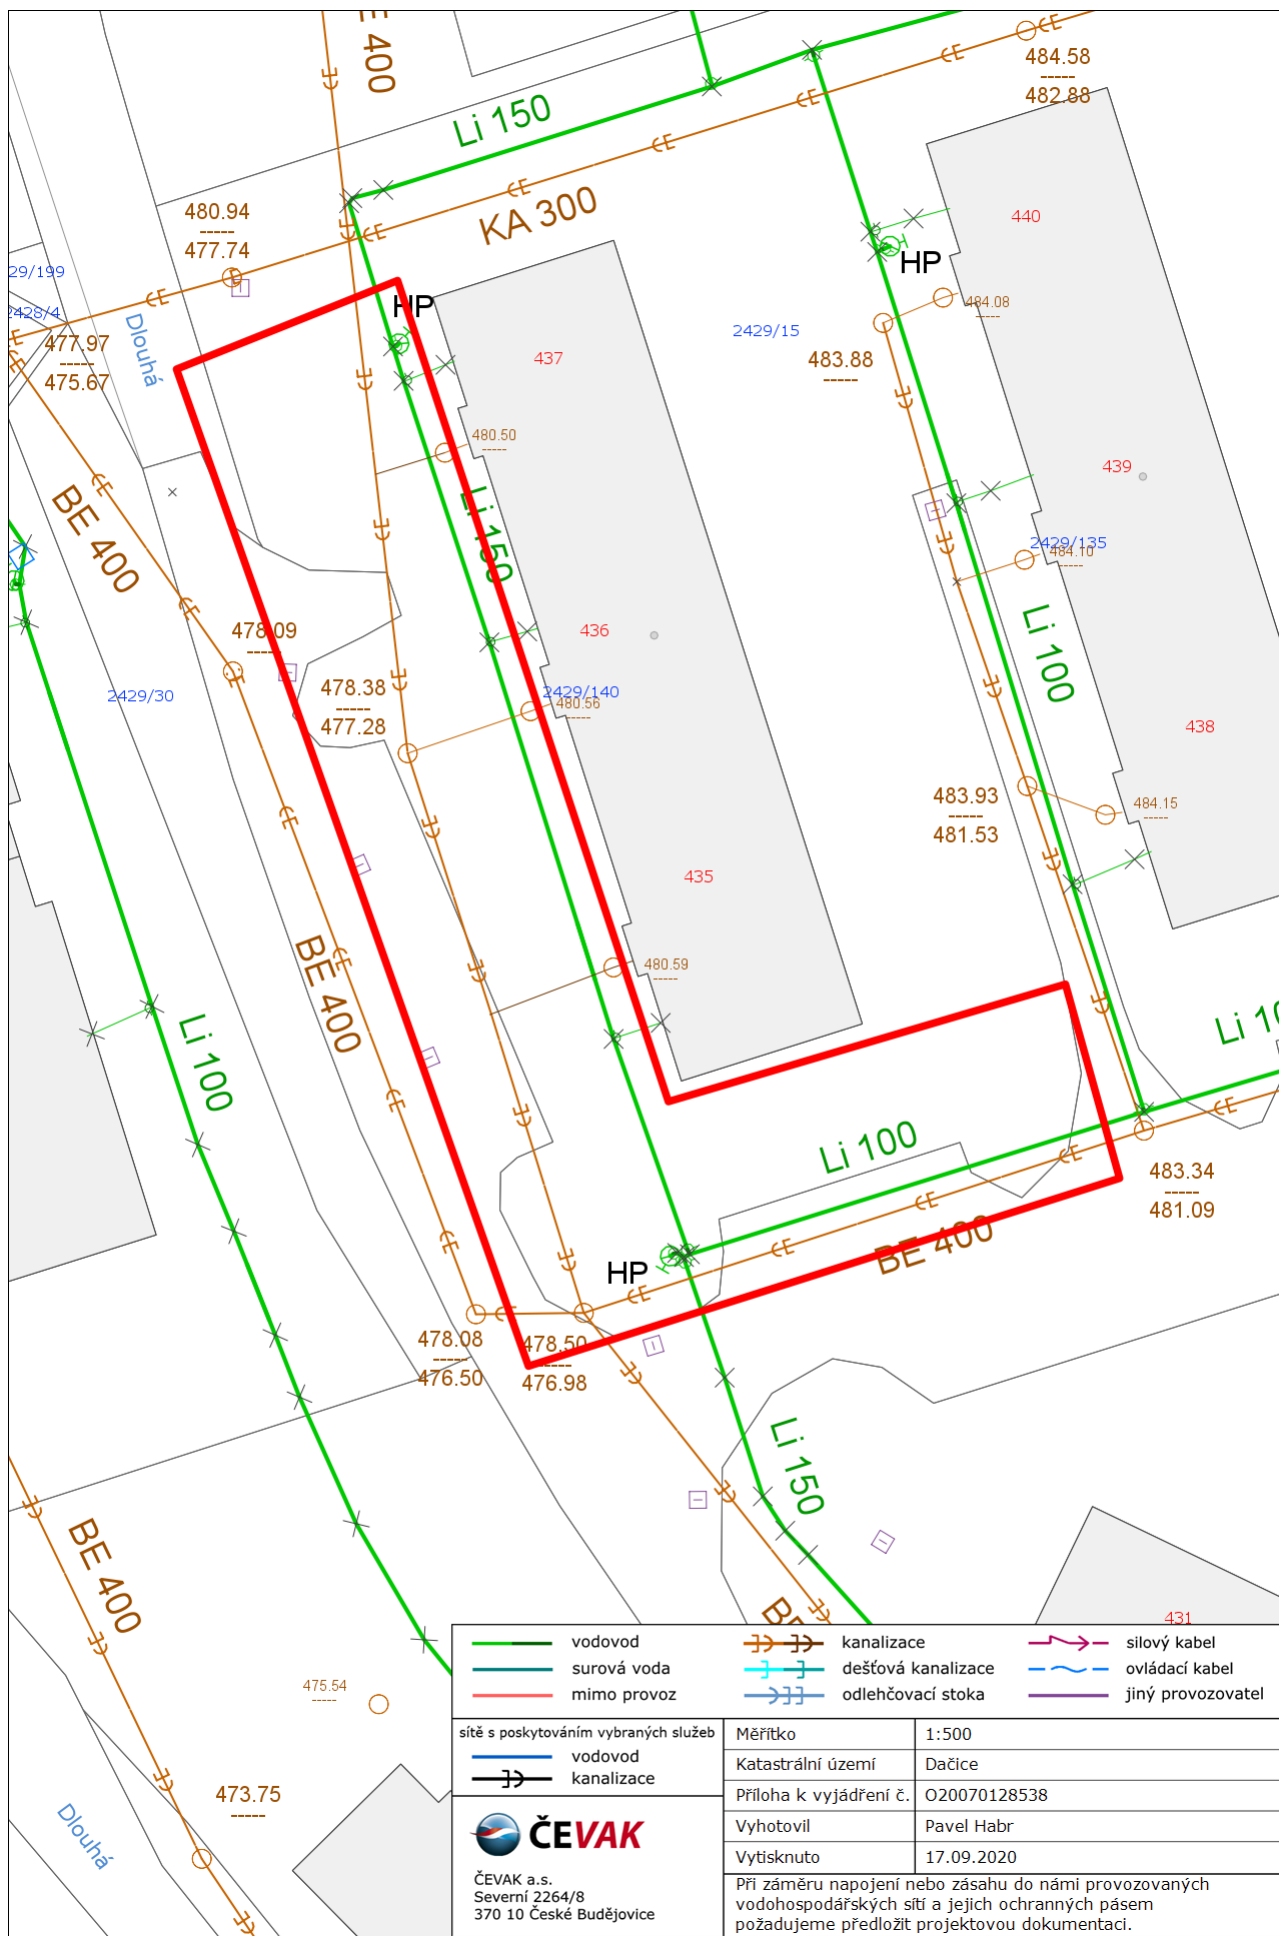 E 400
484.58
-----
482.88
Li 150
KA 300
480.94
-----
477.74
440
HP
29/199
2428/4
477.97
-----
475.67
Dlouhá
HP
437
2429/15
484.08
-----
483.88
-----
480.50
-----
439
BE 400
Li 150
2429/135
484.10
-----
478.09
-----
436
Li 100
478.38
-----
477.28
2429/140
480.56
-----
2429/30
438
483.93
-----
481.53
484.15
-----
435
BE 400
480.59
-----
Li 100
Li 10
Li 100
483.34
-----
481.09
BE 400
HP
478.08
-----
476.50
478.50
-----
476.98
Li 150
BE 400
BE
431
475.54
-----
473.75
-----
Dlouhá
vodovod
kanalizace
silový kabel
surová voda
dešťová kanalizace
ovládací kabel
mimo provoz
odlehčovací stoka
jiný provozovatel
sítě s poskytováním vybraných služeb
vodovod
kanalizace
Měřítko 1:500
Katastrální území Dačice
Příloha k vyjádření č. O20070128538
Vyhotovil Pavel Habr
Vytisknuto 17.09.2020
ČEVAK
ČEVAK a.s.
Severní 2264/8
370 10 České Budějovice
Při záměru napojení nebo zásahu do námi provozovaných
vodohospodářských sítí a jejich ochranných pásem
požadujeme předložit projektovou dokumentaci.